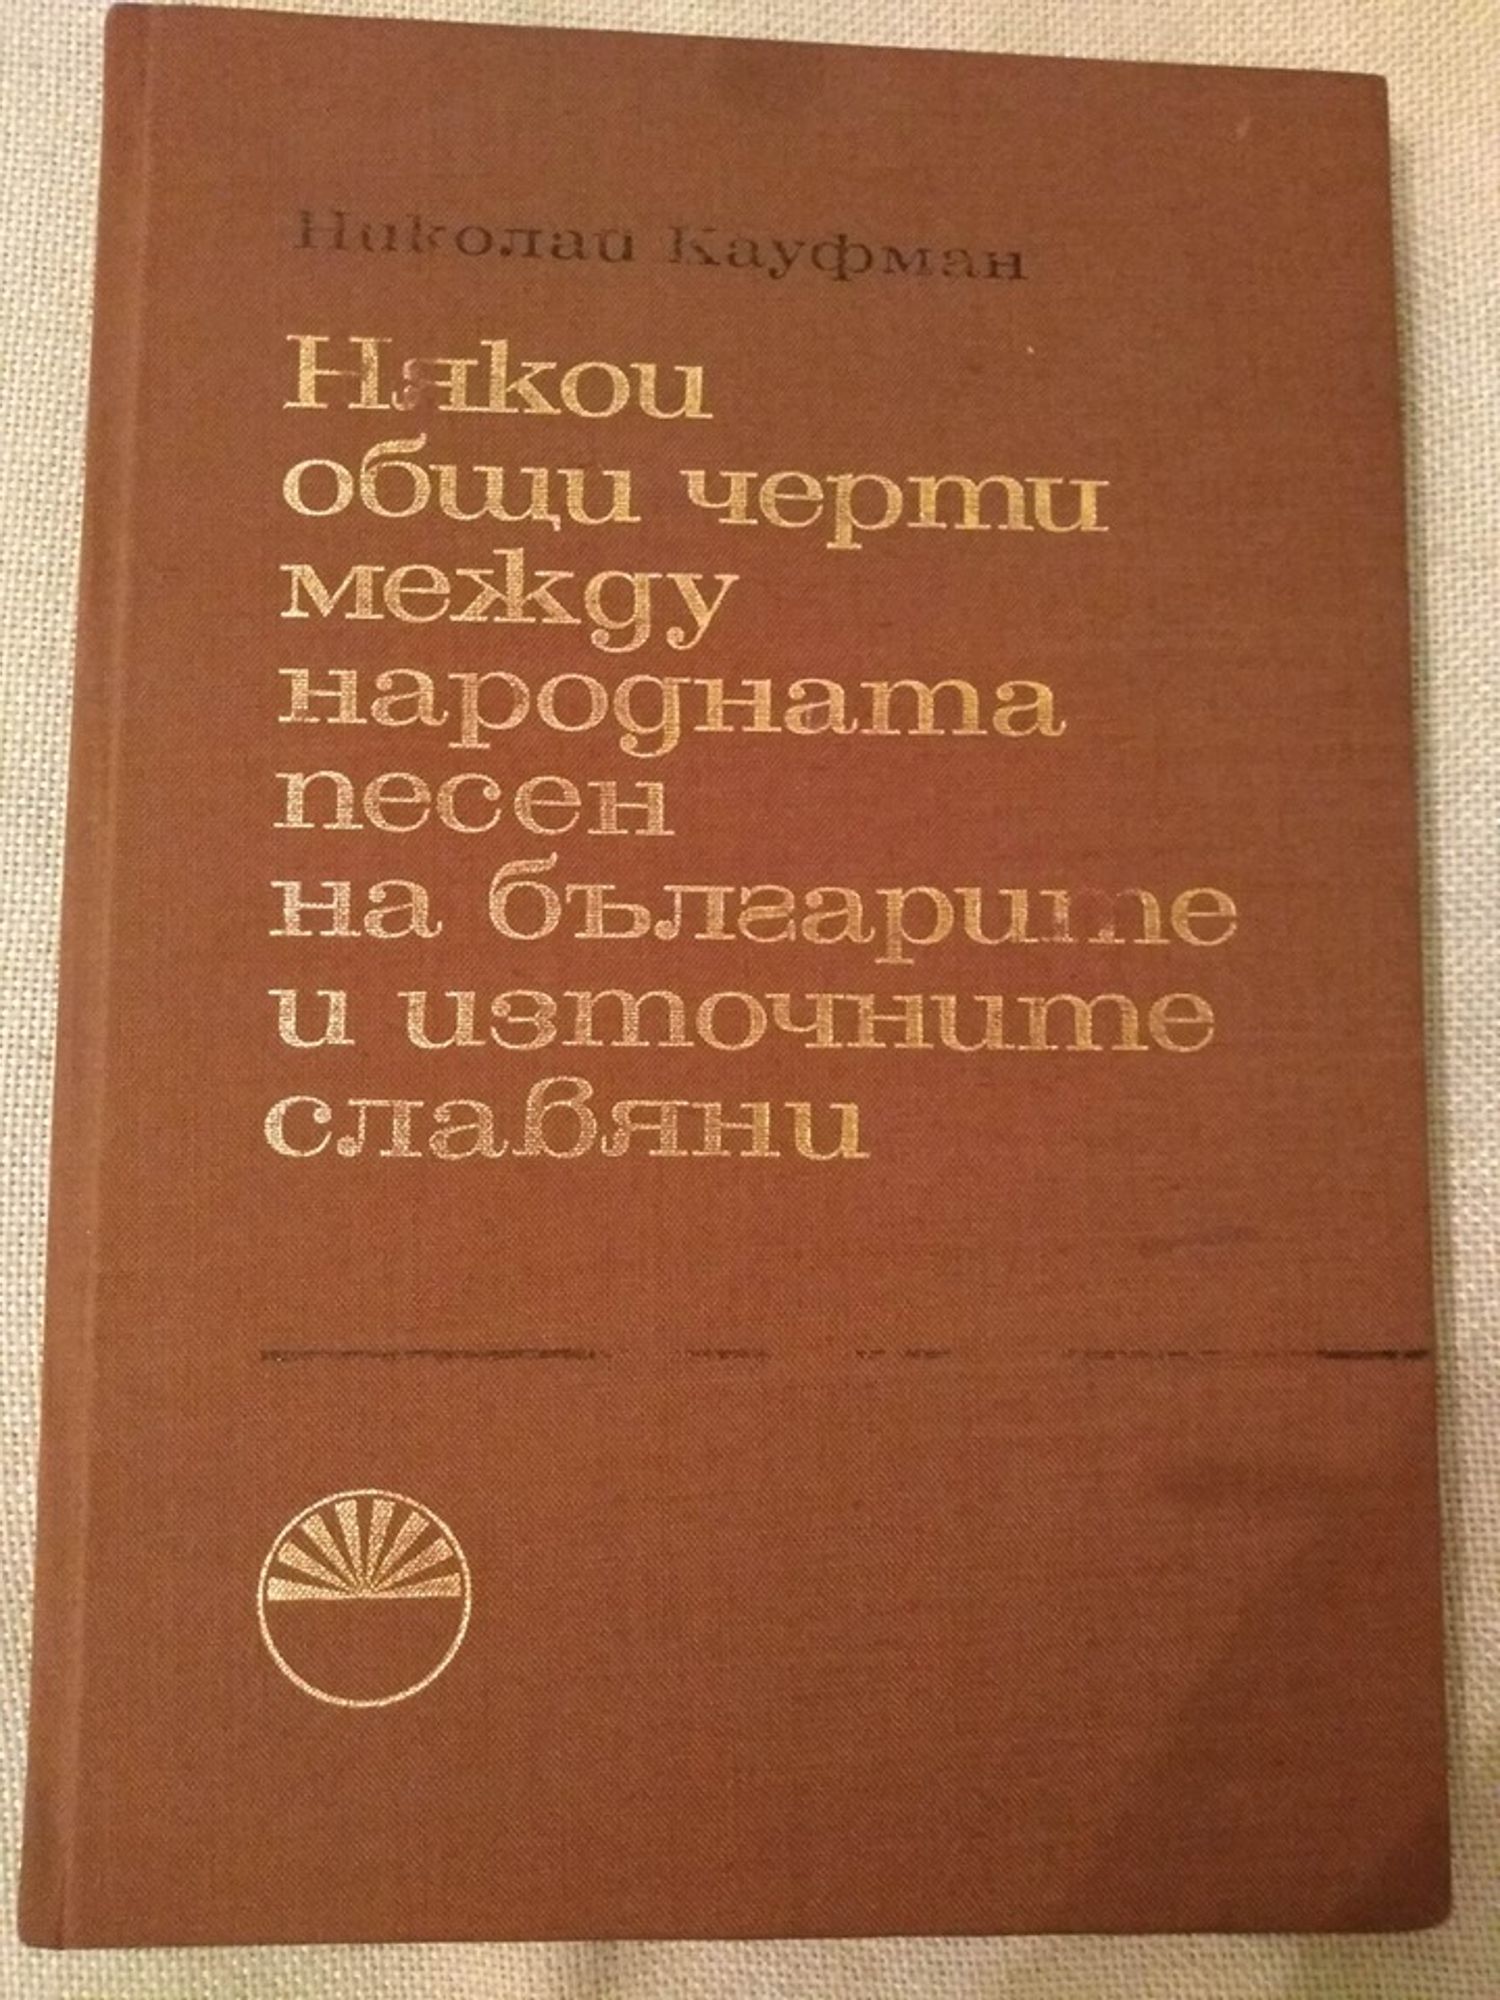 Николай Кауфман
Някои
общи черти
между
народната
песен
на българите
и източните
славяни